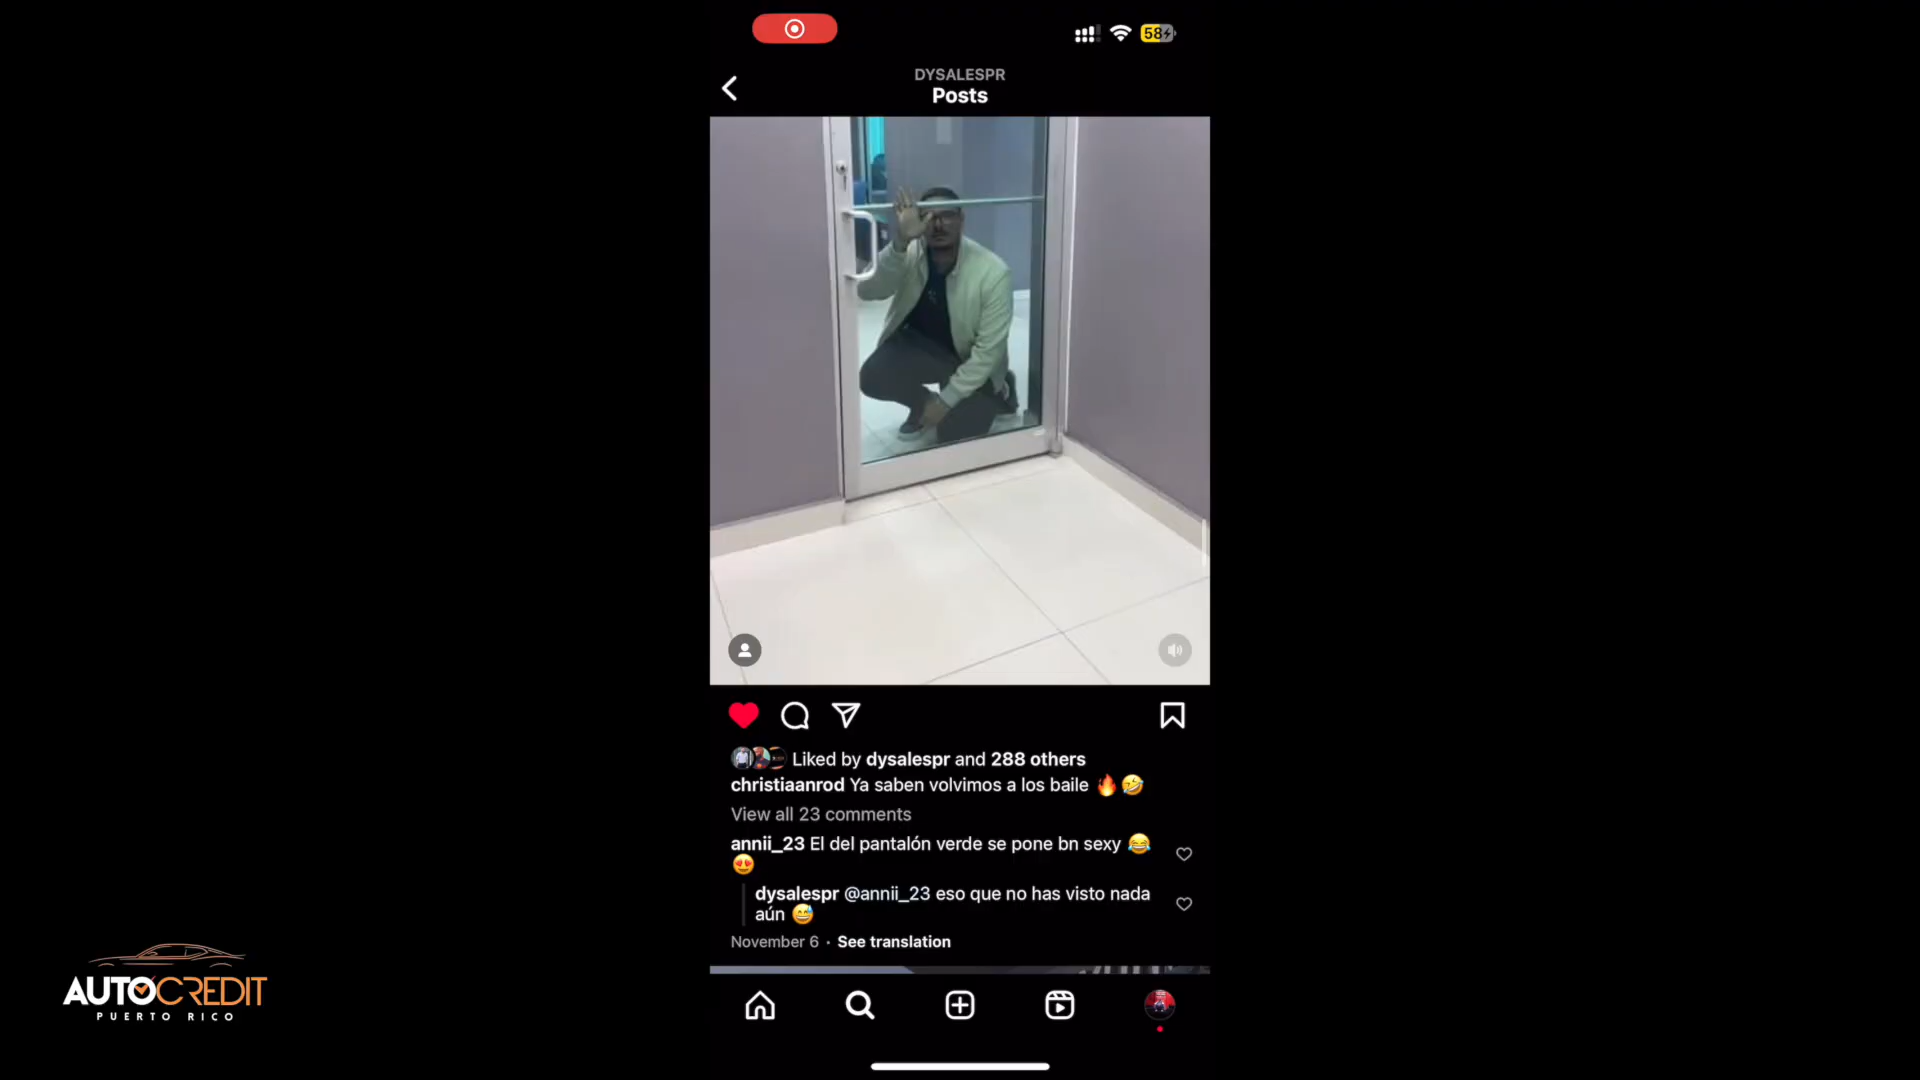 58
DYSALESPR
Posts
Liked by dysalespr and 288 others
christiaanrod Ya saben volvimos a los baile 🔥🤣
View all 23 comments
annii_23 El del pantalón verde se pone bn sexy 😂
😍
dysalespr @annii_23 eso que no has visto nada
aún 😅
November 6 · See translation
AUTOCREDIT
PUERTO RICO